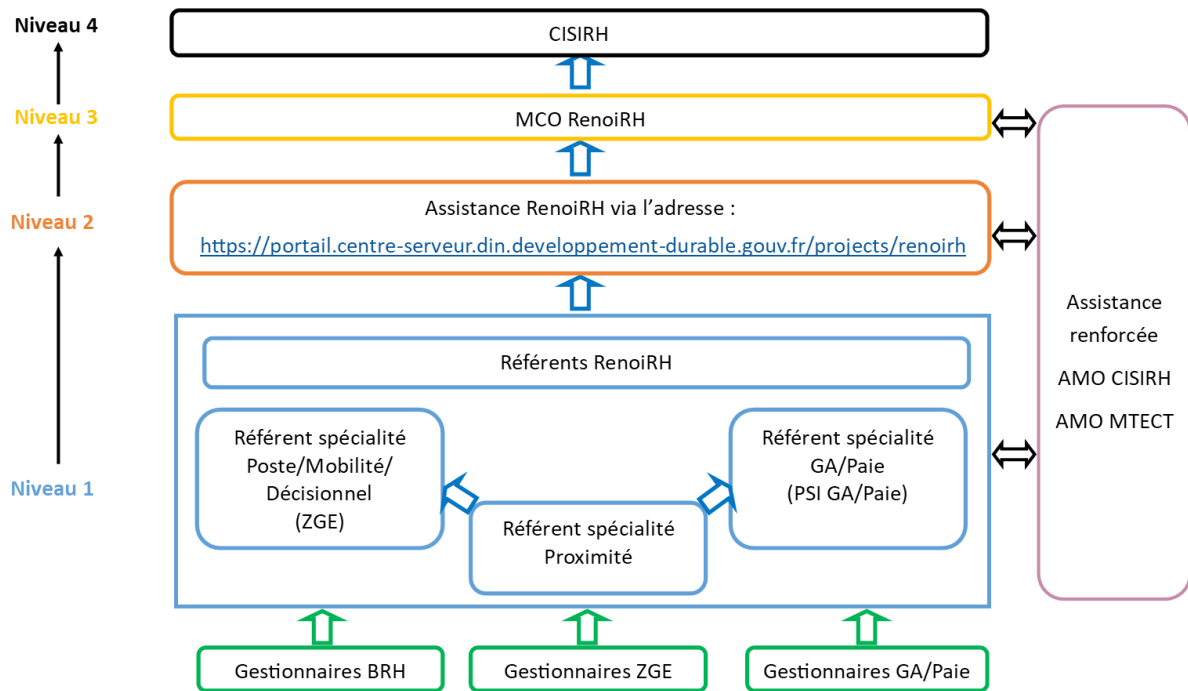 Niveau 4
CISIRH
Niveau 3
MCO RenoiRH
Niveau 2
Assistance RenoiRH via l’adresse :
https://portail.centre-serveur.din.developpement-durable.gouv.fr/projects/renoirh
Assistance
renforcée
AMO CISIRH
AMO MTECT
Niveau 1
Référents RenoiRH
Référent spécialité
Poste/Mobilité/
Décisionnel
(ZGE)
Référent spécialité
Proximité
Référent spécialité
GA/Paie
(PSI GA/Paie)
Gestionnaires BRH
Gestionnaires ZGE
Gestionnaires GA/Paie